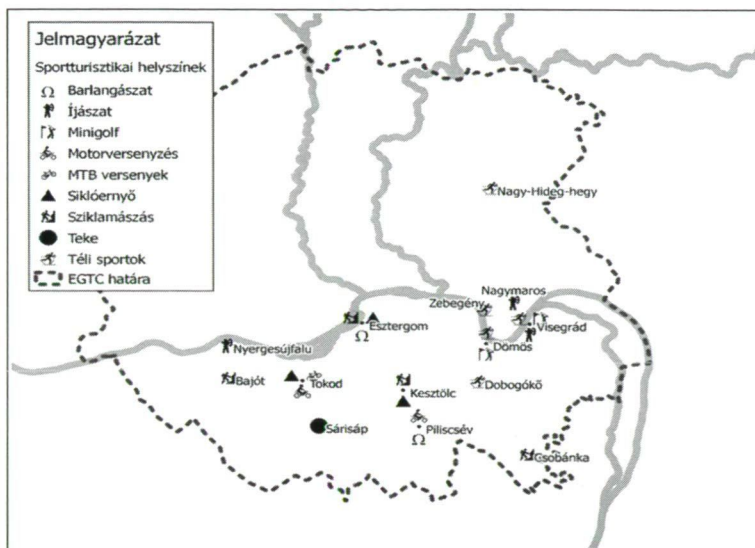 Jelmagyarázat
Sportturisztikai helyszínek
Barlangászat
Íjászat
Minigolf
Motorversenyzés
MTB versenyek
Siklóernyő
Sziklamászás
Teke
Téli sportok
EGTC határa
Nagy-Hideg-hegy
Nagymaros
Zebegény
Esztergom
Visegrád
Nyergesújfalu
Dömös
Bajót
Tokod
Dobogókő
Kesztölc
Sárisáp
Piliscsév
Csobánka